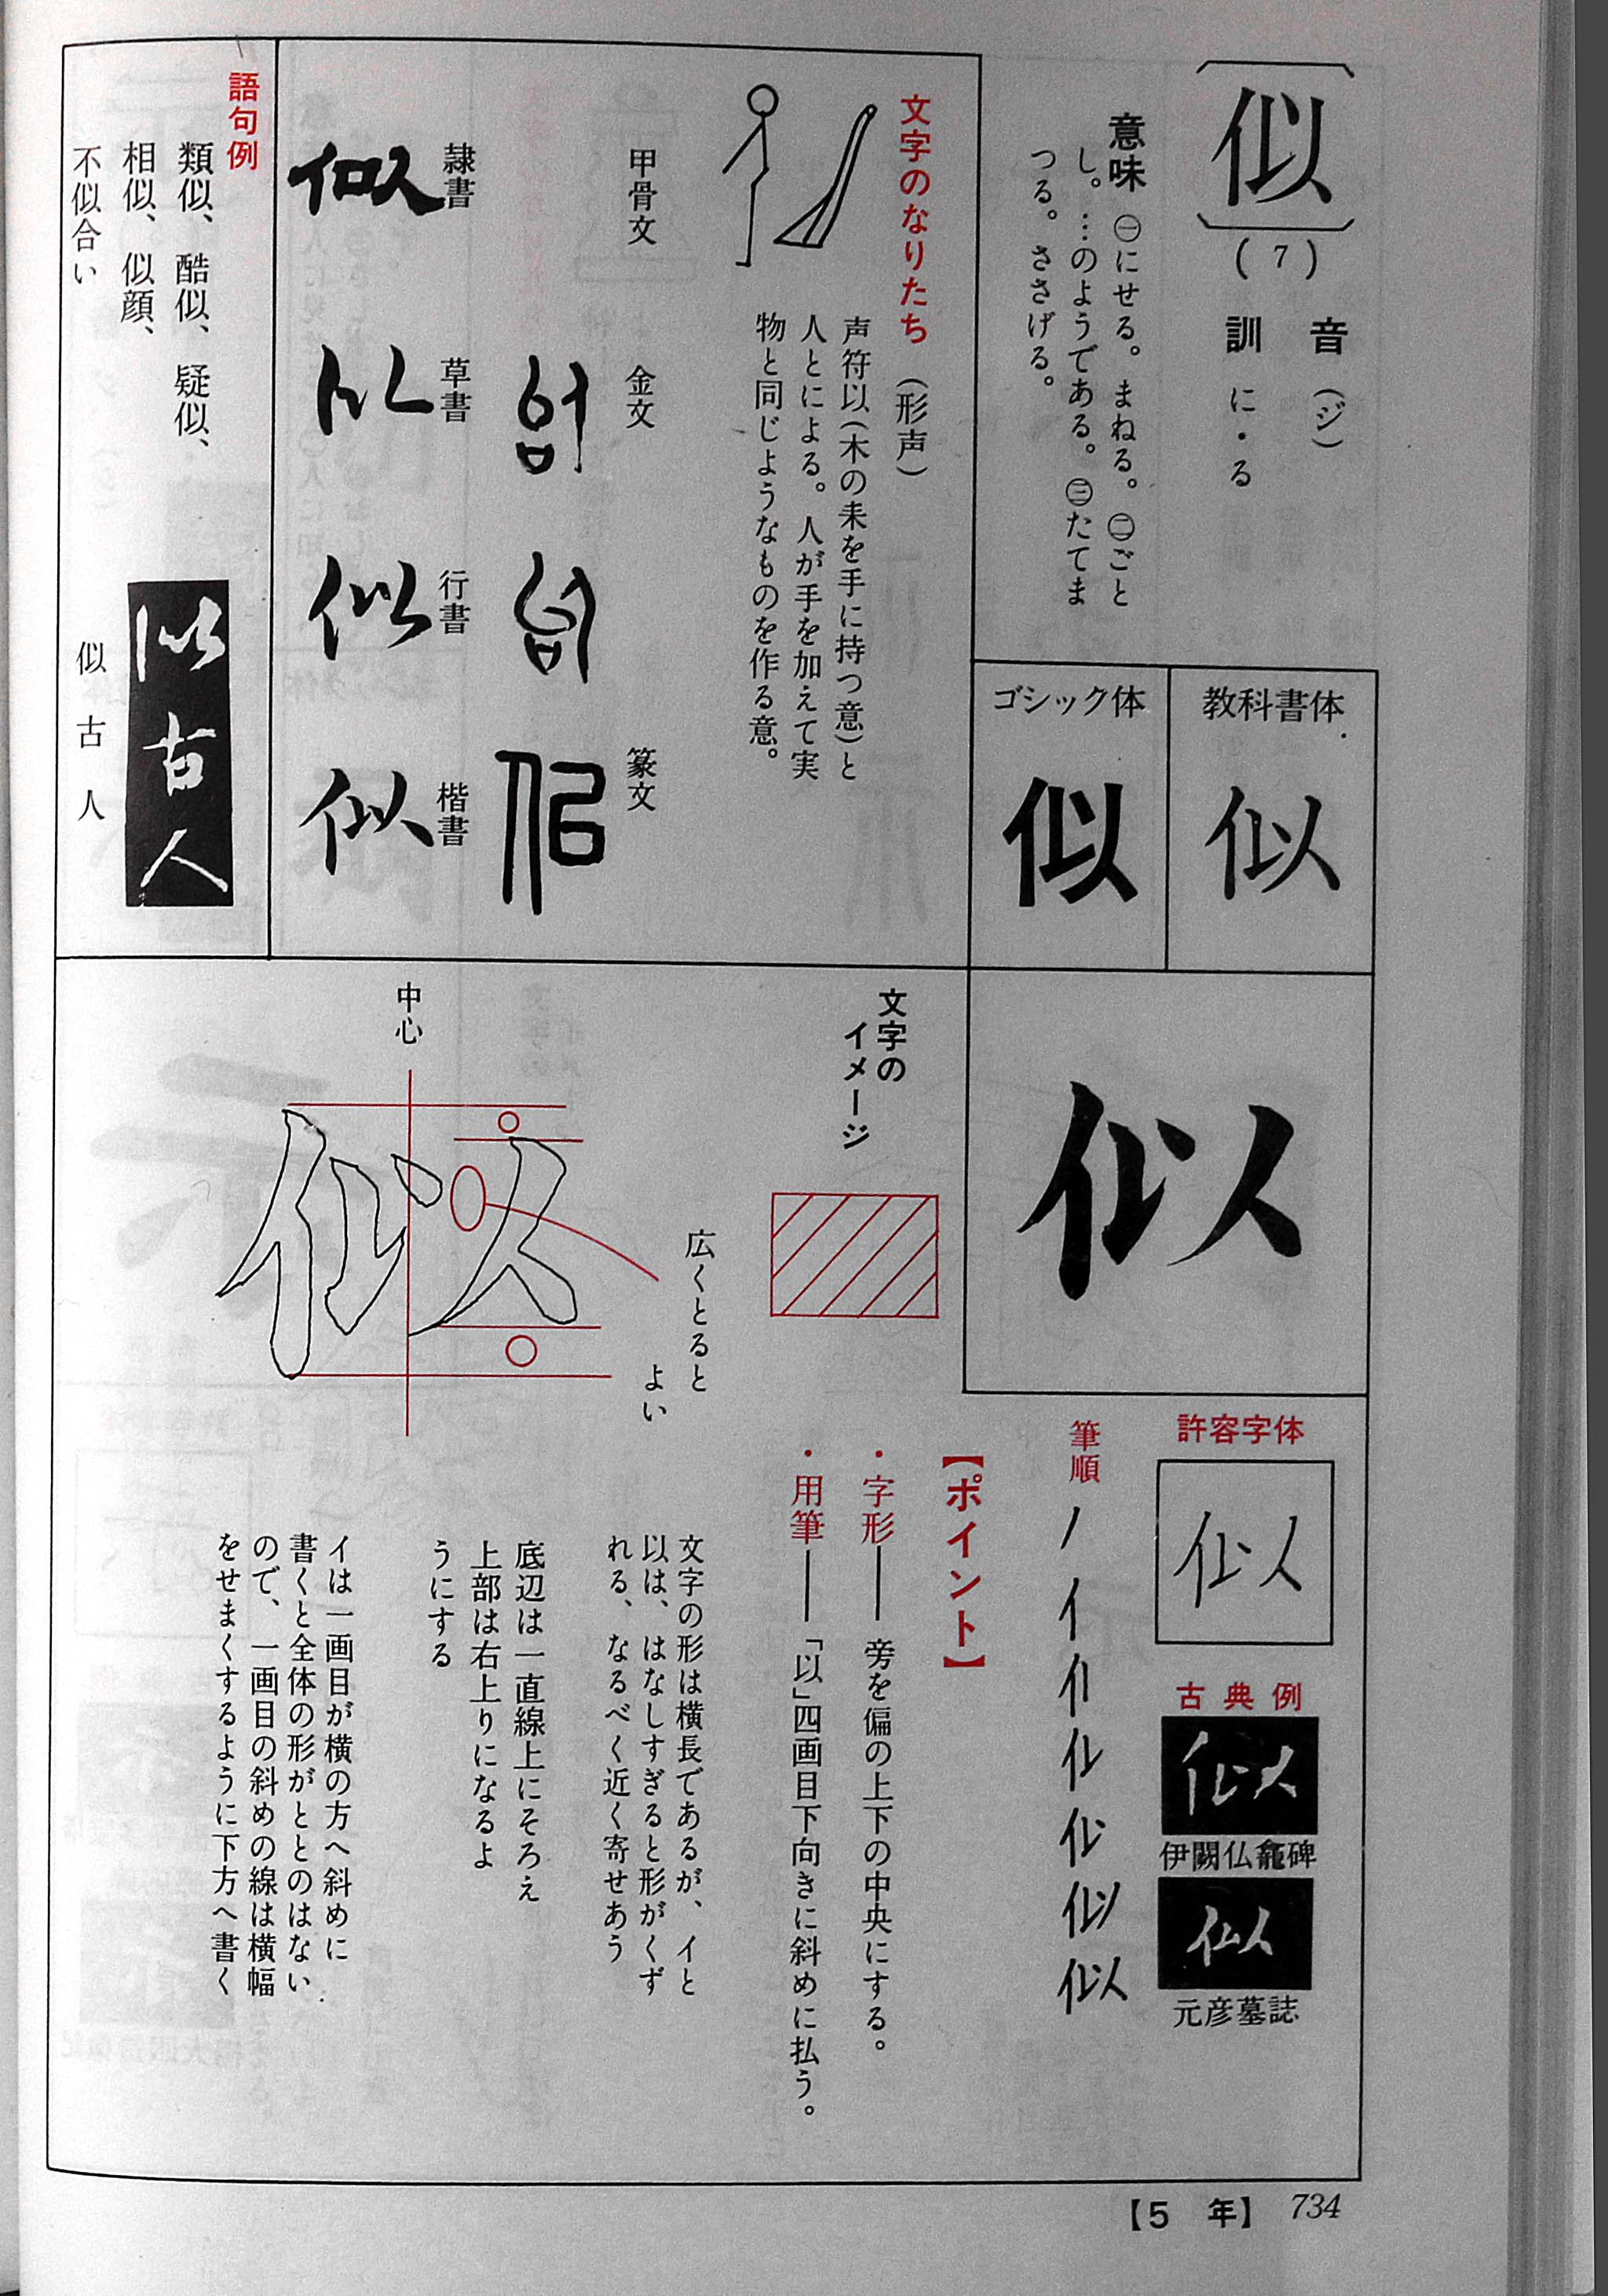 似
(7)
音(ジ)
訓 に・る
意味 ㊀にせる。まねる。㊁ごと
し。…のようである。㊂たてま
つる。ささげる。
教科書体
似
ゴシック体
似
文字のなりたち(形声)
声符以(木の耒を手に持つ意)と
人とによる。人が手を加えて実
物と同じようなものを作る意。
甲骨文
金文
篆文
隷書
似
草書
似
行書
似
楷書
似
語句例
類似、酷似、疑似、
相似、似顔、
不似合い
似古人
似古人
似
文字の
イメージ
中心
似
広くとると
よい
許容字体
似
古典例
似
伊闕仏龕碑
似
元彦墓誌
筆順
似
【ポイント】
・字形――旁を偏の上下の中央にする。
・用筆――「以」四画目下向きに斜めに払う。
文字の形は横長であるが、イと
以は、はなしすぎると形がくず
れる、なるべく近く寄せあう
底辺は一直線上にそろえ
上部は右上りになるよ
うにする
イは一画目が横の方へ斜めに
書くと全体の形がととのはない
ので、一画目の斜めの線は横幅
をせまくするように下方へ書く
【5年】 734